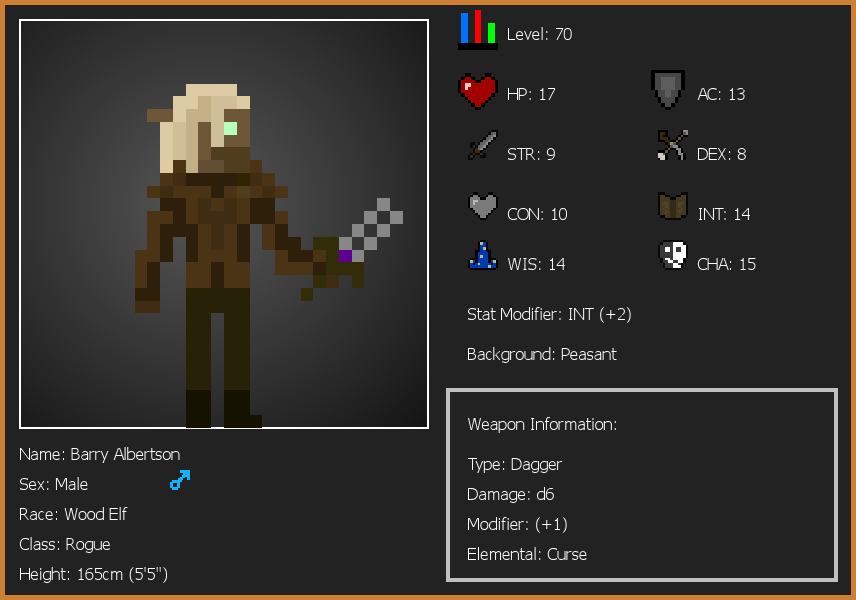 Level: 70
HP: 17
AC: 13
STR: 9
DEX: 8
CON: 10
INT: 14
WIS: 14
CHA: 15
Stat Modifier: INT (+2)
Background: Peasant
Weapon Information:
Type: Dagger
Damage: d6
Modifier: (+1)
Elemental: Curse
Name: Barry Albertson
Sex: Male
Race: Wood Elf
Class: Rogue
Height: 165cm (5'5")